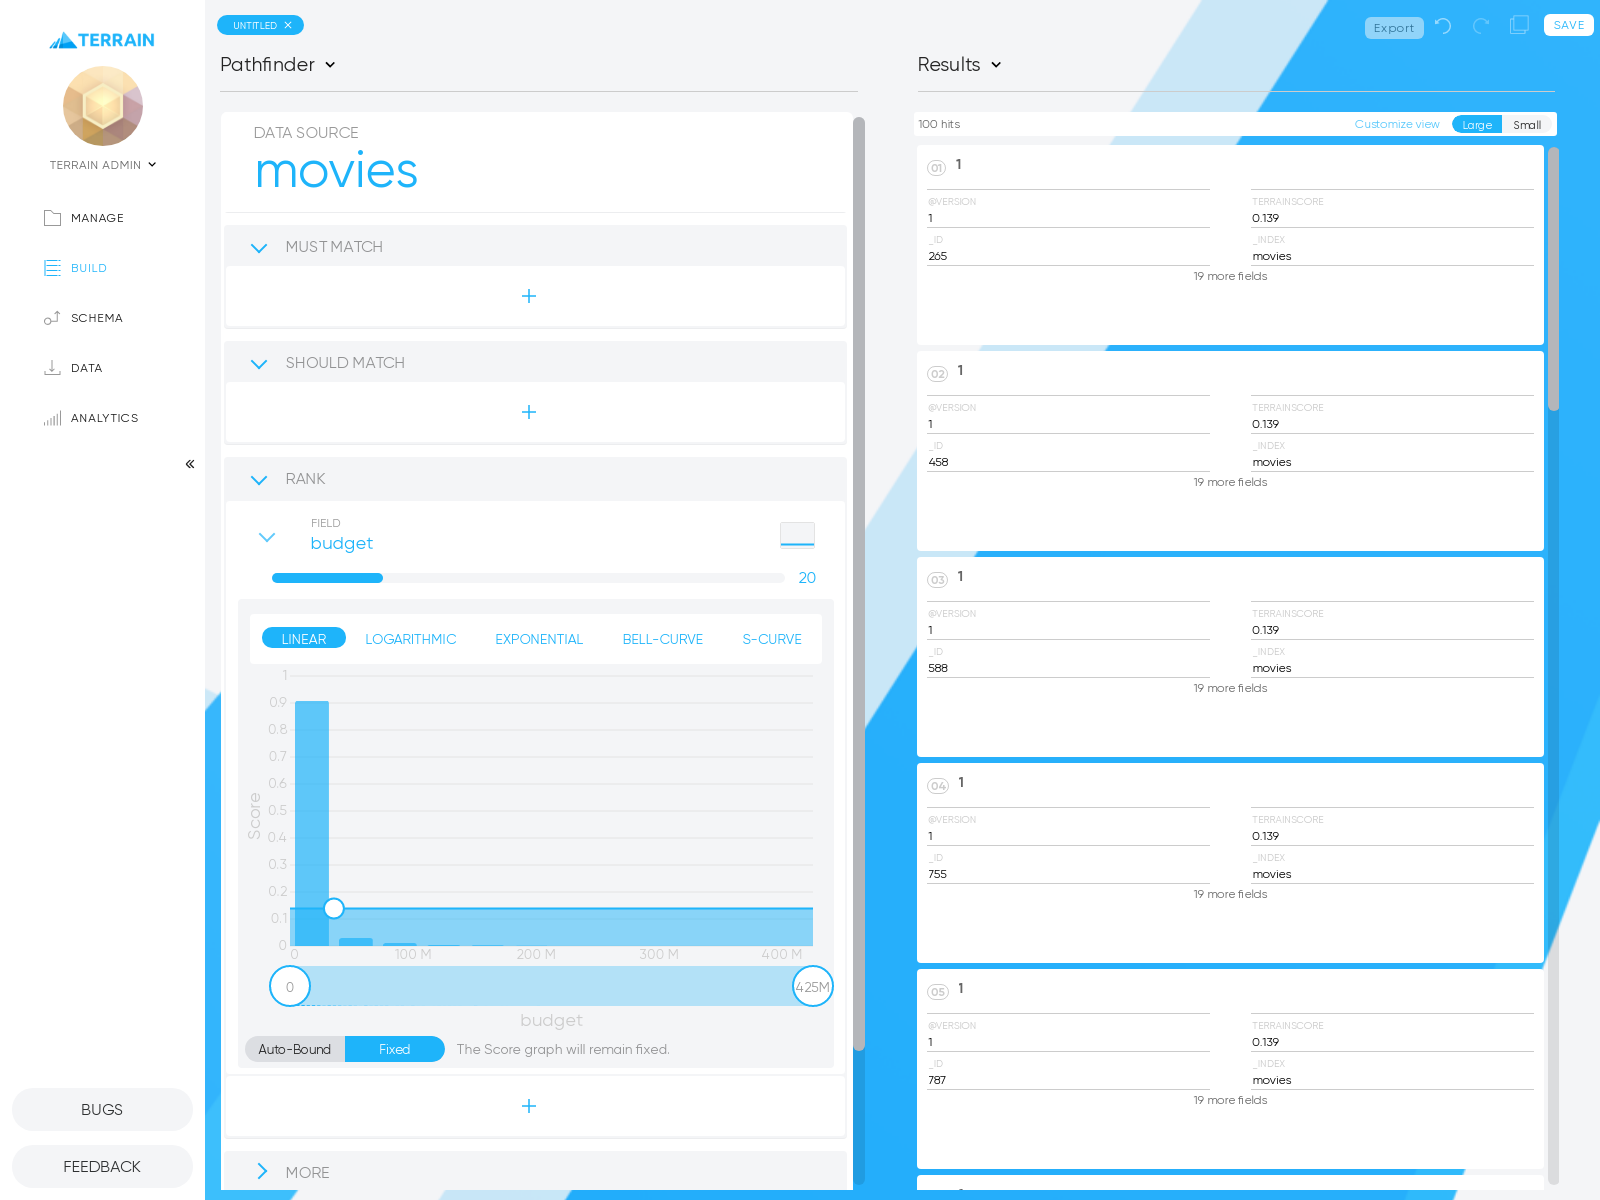 TERRAIN
TERRAIN ADMIN
MANAGE
BUILD
SCHEMA
DATA
ANALYTICS
BUGS
FEEDBACK
UNTITLED
Pathfinder
DATA SOURCE
movies
MUST MATCH
SHOULD MATCH
RANK
FIELD
budget
20
LINEAR LOGARITHMIC EXPONENTIAL BELL-CURVE S-CURVE
1
0.9
0.8
0.7
0.6
0.5
0.4
0.3
0.2
0.1
0
Score
0 100 M 200 M 300 M 400 M
0 425M
budget
Auto-Bound Fixed The Score graph will remain fixed.
MORE
Export SAVE
Results
100 hits Customize view Large Small
01 1
@VERSION TERRAINSCORE
1 0.139
_ID _INDEX
265 movies
19 more fields
02 1
@VERSION TERRAINSCORE
1 0.139
_ID _INDEX
458 movies
19 more fields
03 1
@VERSION TERRAINSCORE
1 0.139
_ID _INDEX
588 movies
19 more fields
04 1
@VERSION TERRAINSCORE
1 0.139
_ID _INDEX
755 movies
19 more fields
05 1
@VERSION TERRAINSCORE
1 0.139
_ID _INDEX
787 movies
19 more fields